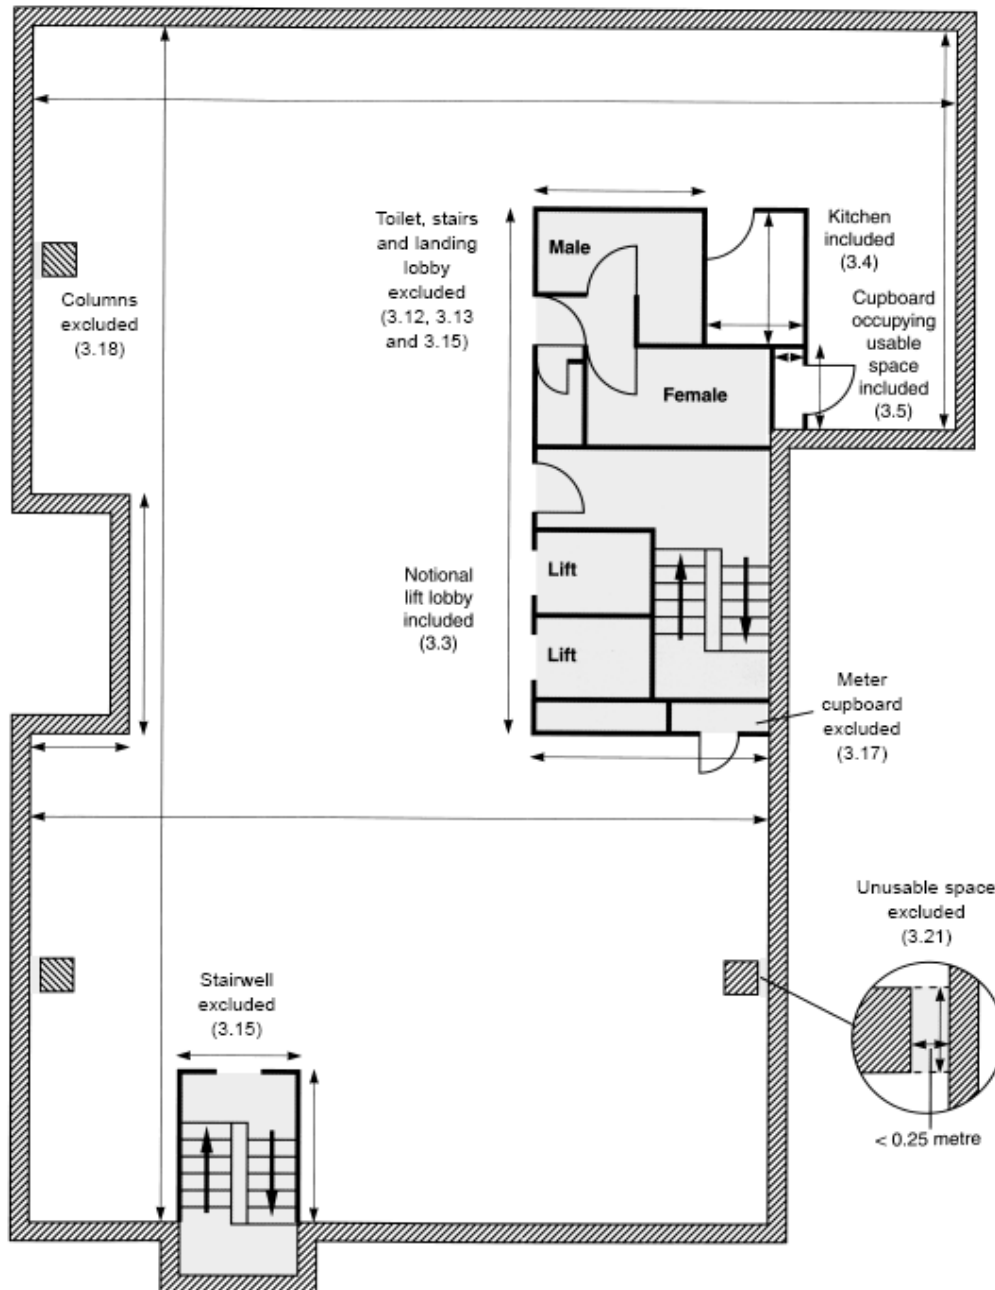 Toilet, stairs
and landing
lobby
excluded
(3.12, 3.13
and 3.15)
Male
Kitchen
included
(3.4)
Columns
excluded
(3.18)
Cupboard
occupying
usable
space
included
(3.5)
Female
Notional
lift lobby
included
(3.3)
Lift
Lift
Meter
cupboard
excluded
(3.17)
Unusable space
excluded
(3.21)
Stairwell
excluded
(3.15)
< 0.25 metre